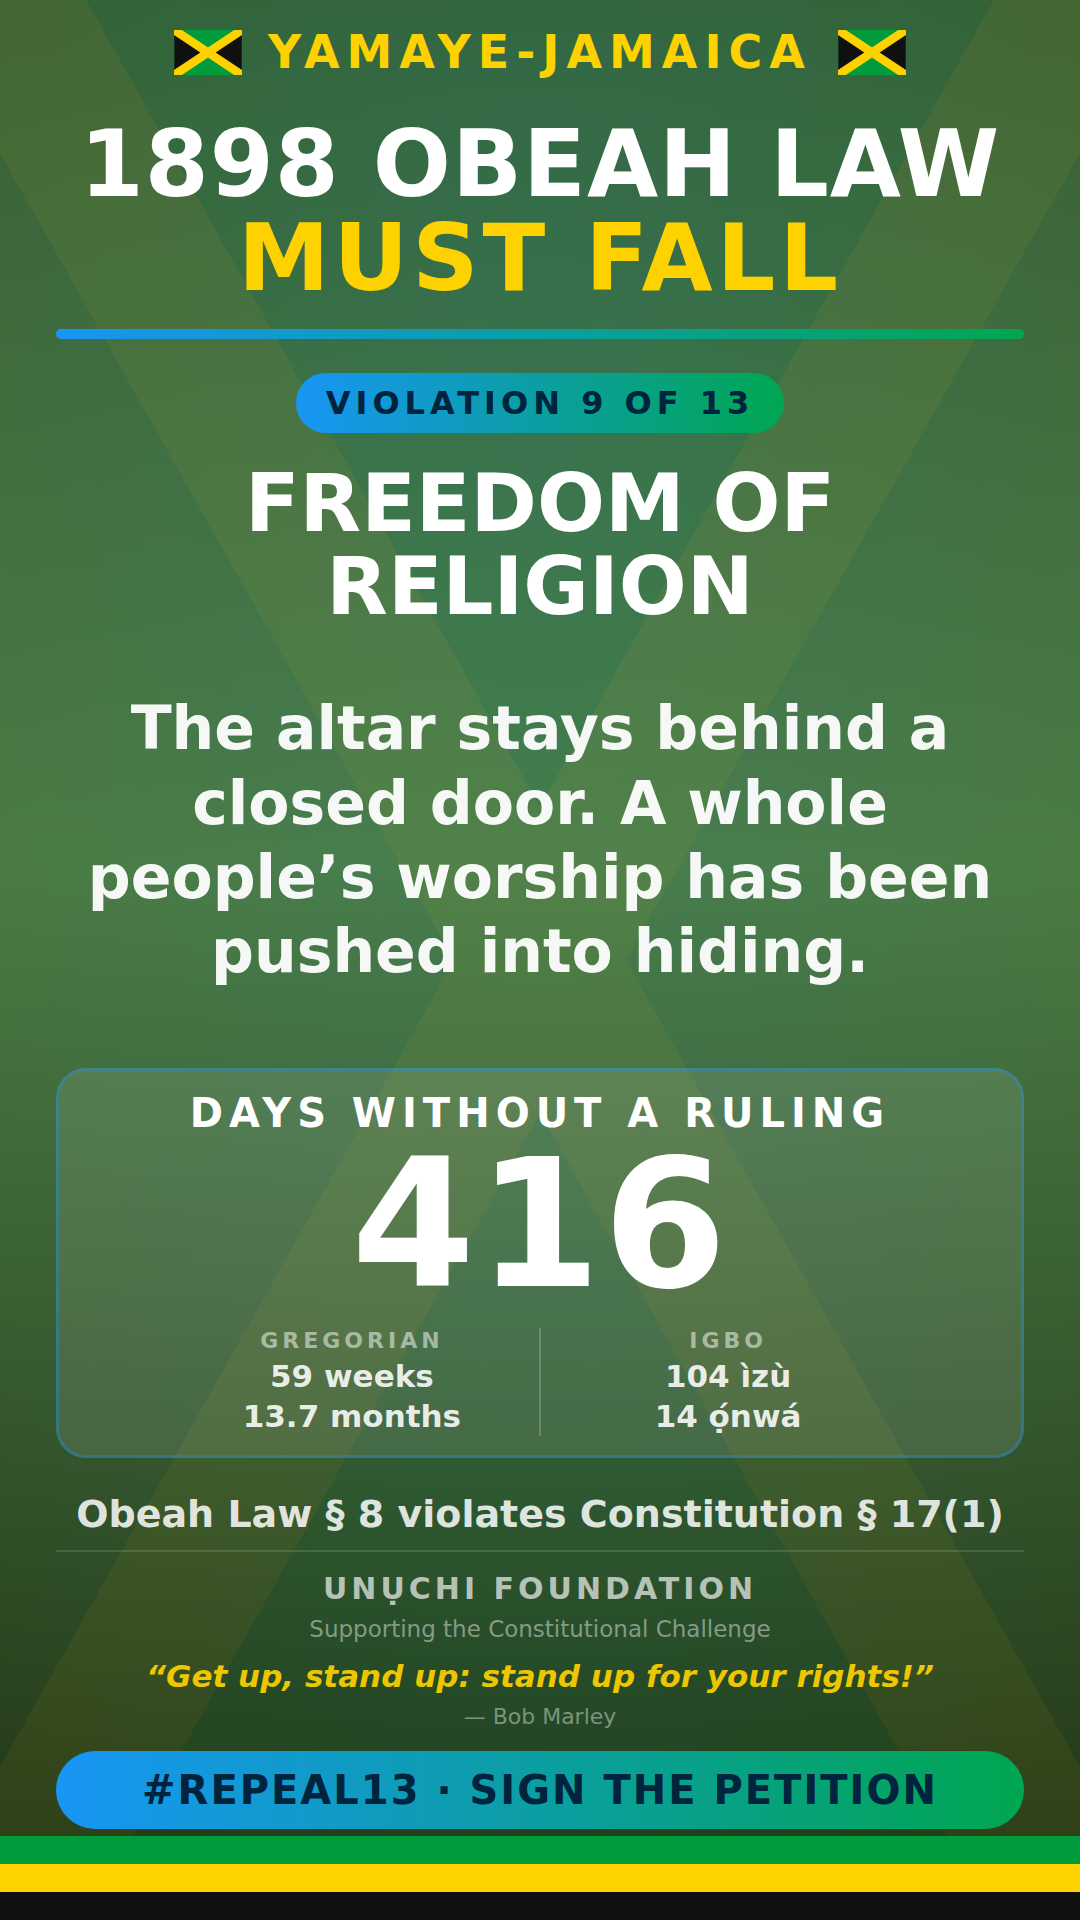 YAMAYE-JAMAICA
1898 OBEAH LAW
MUST FALL
VIOLATION 9 OF 13
FREEDOM OF
RELIGION
The altar stays behind a
closed door. A whole
people’s worship has been
pushed into hiding.
DAYS WITHOUT A RULING
416
GREGORIAN
59 weeks
13.7 months
IGBO
104 ìzù
14 ọ́nwá
Obeah Law § 8 violates Constitution § 17(1)
UNỤCHI FOUNDATION
Supporting the Constitutional Challenge
“Get up, stand up: stand up for your rights!”
— Bob Marley
#REPEAL13 · SIGN THE PETITION